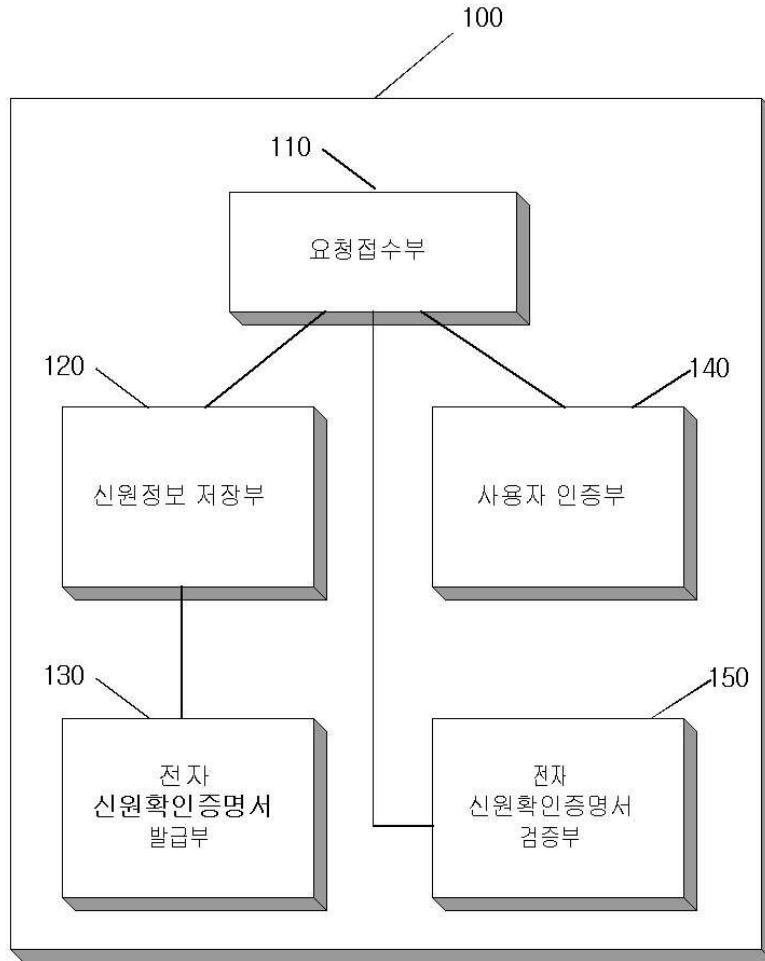 100
110
요청접수부
120
140
신원정보 저장부
사용자 인증부
130
150
전자
신원확인증명서
발급부
전자
신원확인증명서
검증부